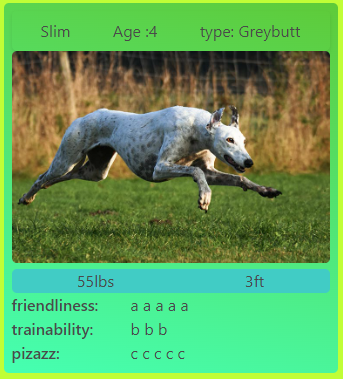 Slim Age :4 type: Greybutt
55lbs 3ft
friendliness: a a a a a
trainability: b b b
pizazz: c c c c c